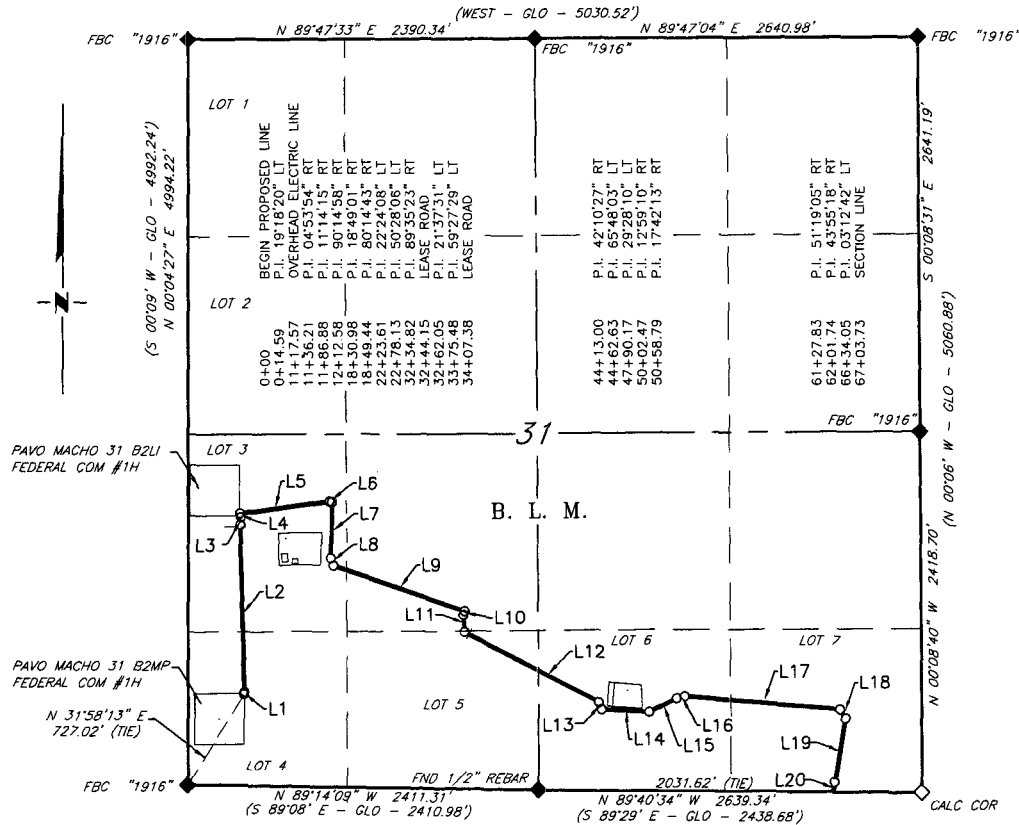 (WEST - GLO - 5030.52')
N 89°47'33" E 2390.34'
N 89°47'04" E 2640.98'
FBC "1916"
FBC "1916"
FBC "1916"
LOT 1
(S 00°09' W - GLO - 4992.24')
N 00°04'27" E 4994.22'
S 00°08'31" E 2641.19'
N
0+00 BEGIN PROPOSED LINE
0+14.59 P.I. 19°18'20" LT
11+17.57 OVERHEAD ELECTRIC LINE
11+36.21 P.I. 04°53'54" RT
11+86.88 P.I. 11°14'15" RT
12+12.58 P.I. 90°14'58" RT
18+30.98 P.I. 18°49'01" RT
18+49.44 P.I. 80°14'43" RT
22+23.61 P.I. 22°24'08" LT
22+78.13 P.I. 50°28'06" LT
32+34.82 P.I. 89°35'23" RT
32+44.15 LEASE ROAD
32+62.05 P.I. 21°37'31" LT
33+75.48 P.I. 59°27'29" LT
34+07.38 LEASE ROAD
44+13.00 P.I. 42°10'27" RT
44+62.63 P.I. 65°48'03" LT
47+90.17 P.I. 29°28'10" LT
50+02.47 P.I. 12°59'10" RT
50+58.79 P.I. 17°42'13" RT
61+27.83 P.I. 51°19'05" RT
62+01.74 P.I. 43°55'18" RT
66+34.05 P.I. 03°12'42" LT
67+03.73 SECTION LINE
LOT 2
(N 00°06' W - GLO - 5060.88')
FBC "1916"
31
PAVO MACHO 31 B2LI
FEDERAL COM #1H
LOT 3
L5
L6
L4
L7
L3
B. L. M.
L8
L9
L2
L11
L10
LOT 6
LOT 7
L12
L17
L18
PAVO MACHO 31 B2MP
FEDERAL COM #1H
L1
LOT 5
L16
N 31°58'13" E
727.02' (TIE)
L13
L14
L15
L19
N 00°08'40" W 2418.70'
LOT 4
FBC "1916"
FND 1/2" REBAR
2031.62' (TIE)
L20
N 89°14'09" W 2411.31'
(S 89°08' E - GLO - 2410.98')
N 89°40'34" W 2639.34'
(S 89°29' E - GLO - 2438.68')
CALC COR